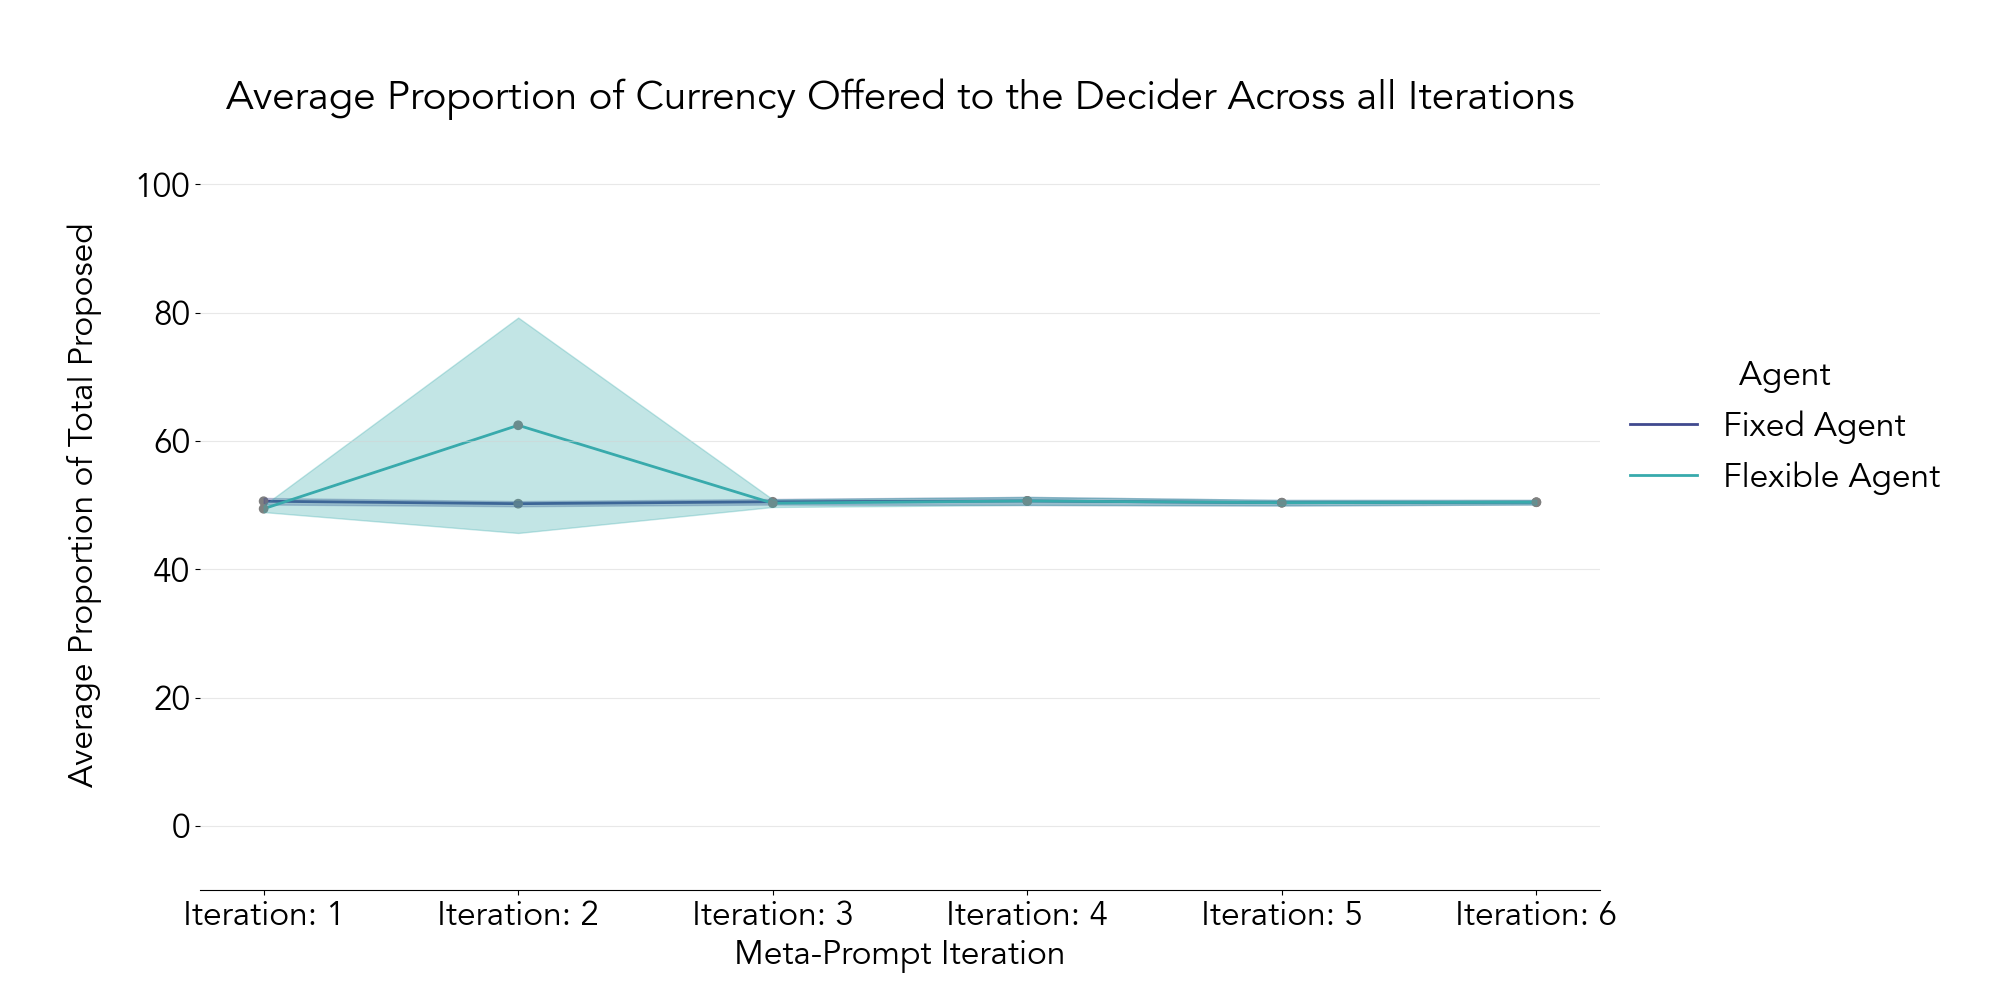 Average Proportion of Currency Offered to the Decider Across all Iterations
Average Proportion of Total Proposed
100
80
60
40
20
0
Iteration: 1
Iteration: 2
Iteration: 3
Iteration: 4
Iteration: 5
Iteration: 6
Meta-Prompt Iteration
Agent
Fixed Agent
Flexible Agent